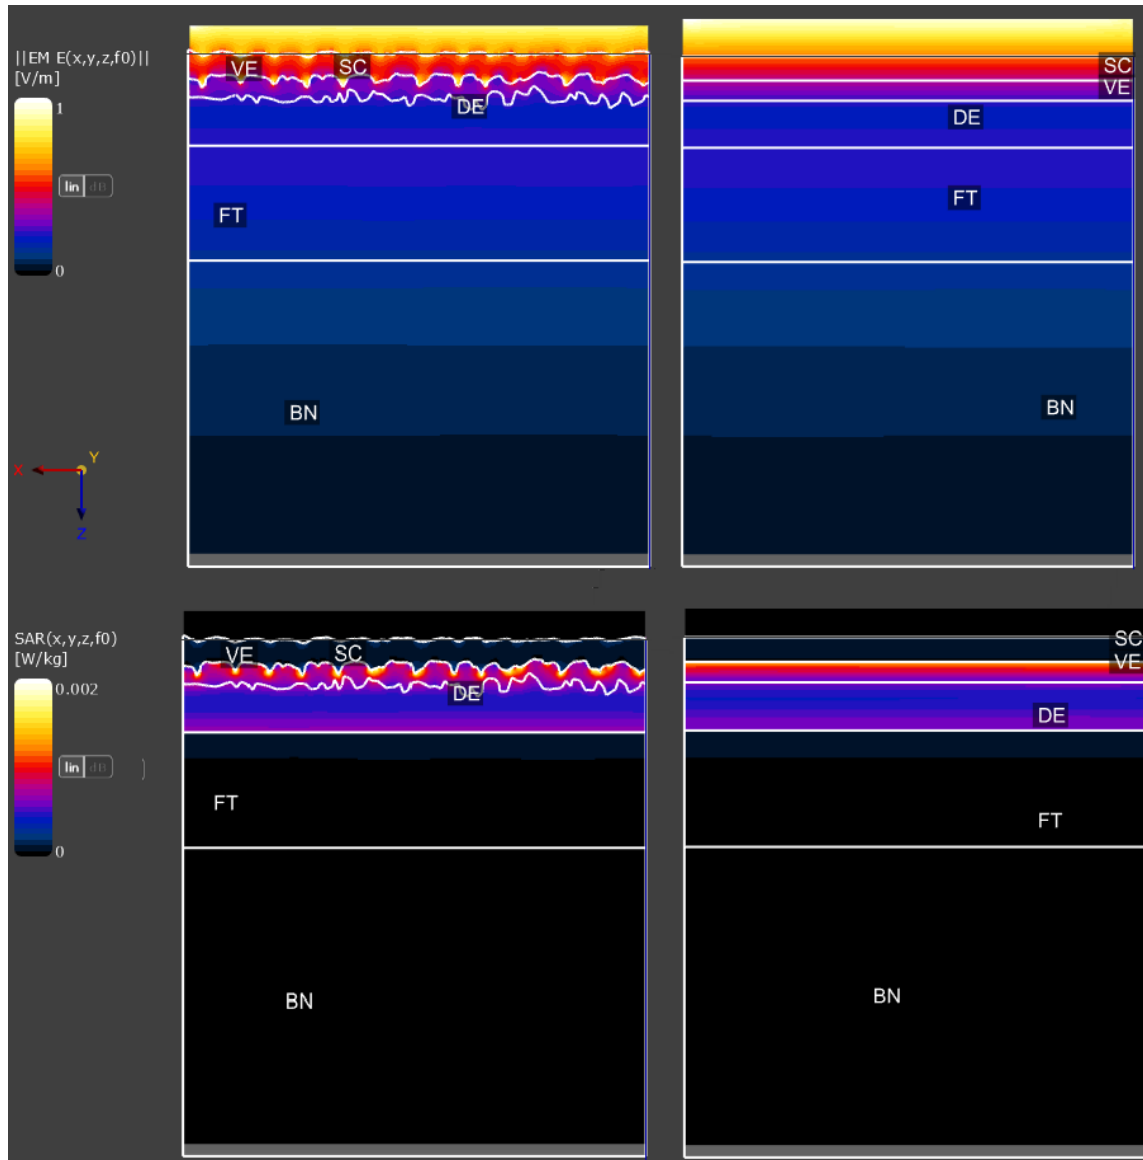 ||EM E(x,y,z,f0)||
[V/m]
1
lin dB
0
VE SC
DE
FT
BN
SC
VE
DE
FT
BN
X Y
Z
SAR(x,y,z,f0)
[W/kg]
0.002
lin dB
0
VE SC
DE
FT
BN
SC
VE
DE
FT
BN